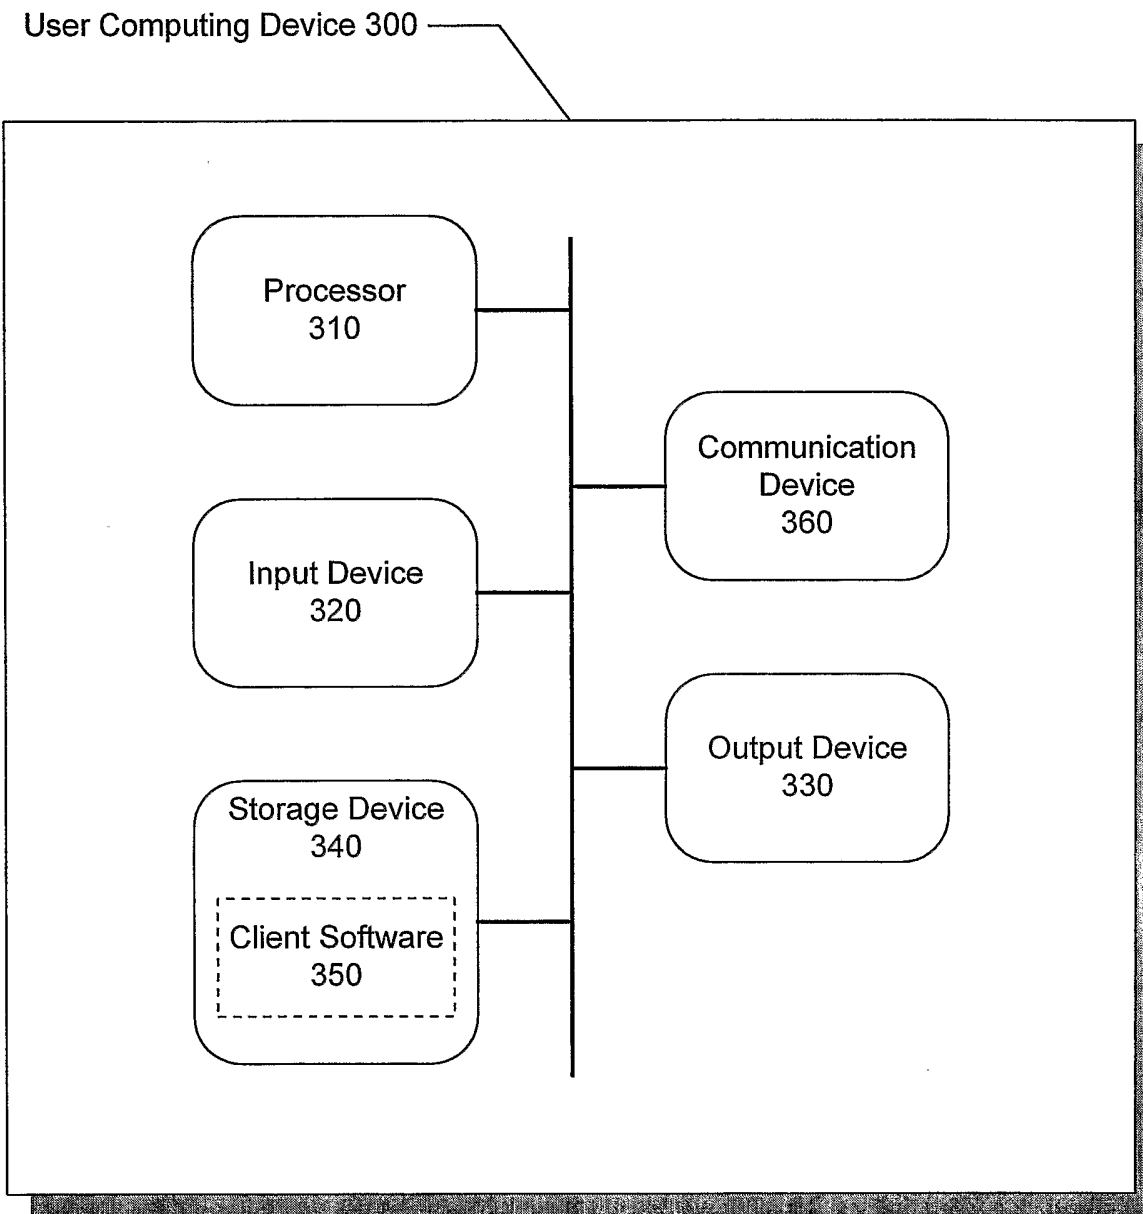 User Computing Device 300
Processor
310
Communication
Device
360
Input Device
320
Output Device
330
Storage Device
340
Client Software
350